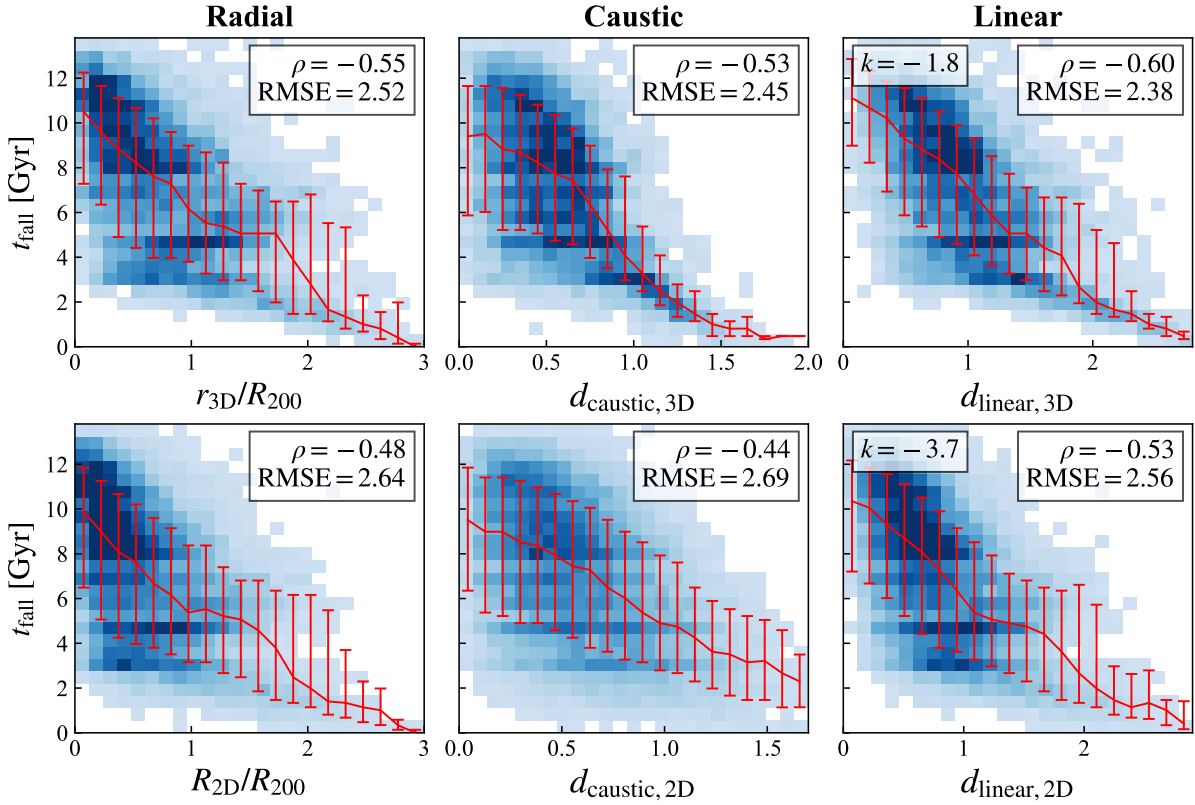 Radial
Caustic
Linear
ρ = −0.55
RMSE = 2.52
ρ = −0.53
RMSE = 2.45
k = −1.8
ρ = −0.60
RMSE = 2.38
t_fall [Gyr]
12
10
8
6
4
2
0
0
1
2
3
0.0
0.5
1.0
1.5
2.0
0
1
2
r_3D/R_200
d_caustic, 3D
d_linear, 3D
ρ = −0.48
RMSE = 2.64
ρ = −0.44
RMSE = 2.69
k = −3.7
ρ = −0.53
RMSE = 2.56
t_fall [Gyr]
12
10
8
6
4
2
0
0
1
2
3
0.0
0.5
1.0
1.5
0
1
2
R_2D/R_200
d_caustic, 2D
d_linear, 2D